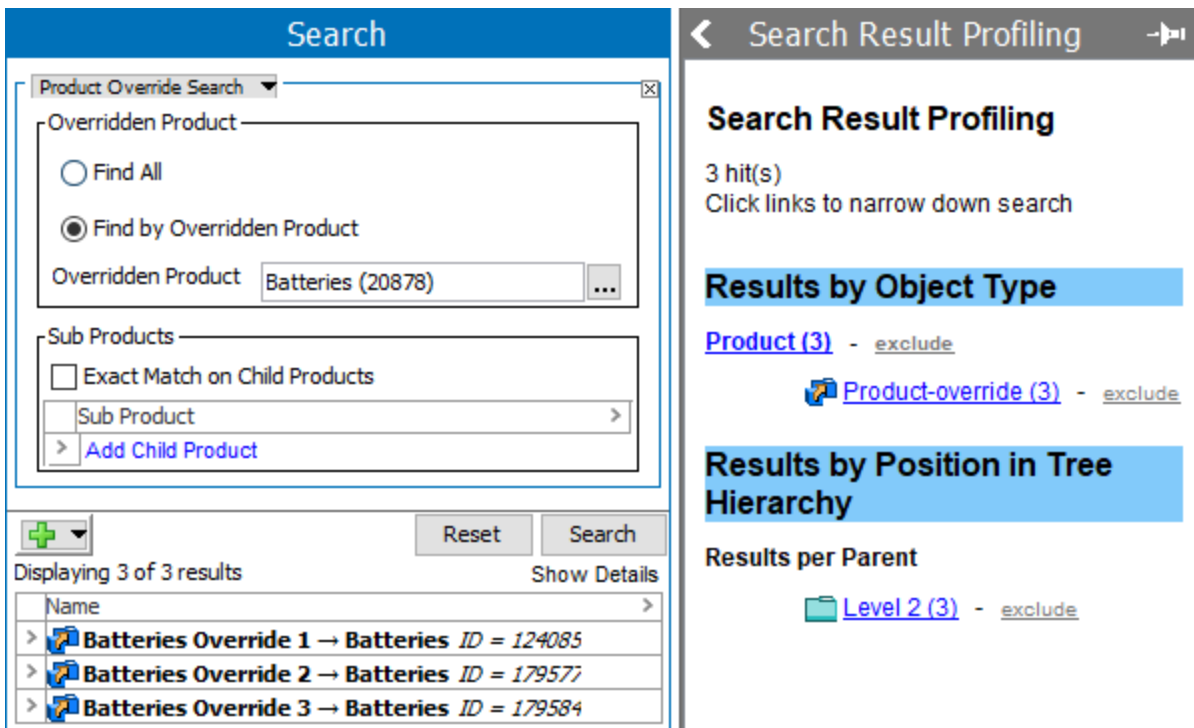 Search
Product Override Search
Overridden Product
Find All
Find by Overridden Product
Overridden Product Batteries (20878) ...
Sub Products
Exact Match on Child Products
Sub Product
Add Child Product
Reset Search
Displaying 3 of 3 results Show Details
Name
Batteries Override 1 → Batteries ID = 124085
Batteries Override 2 → Batteries ID = 179577
Batteries Override 3 → Batteries ID = 179584
Search Result Profiling
Search Result Profiling
3 hit(s)
Click links to narrow down search
Results by Object Type
Product (3) - exclude
Product-override (3) - exclude
Results by Position in Tree
Hierarchy
Results per Parent
Level 2 (3) - exclude